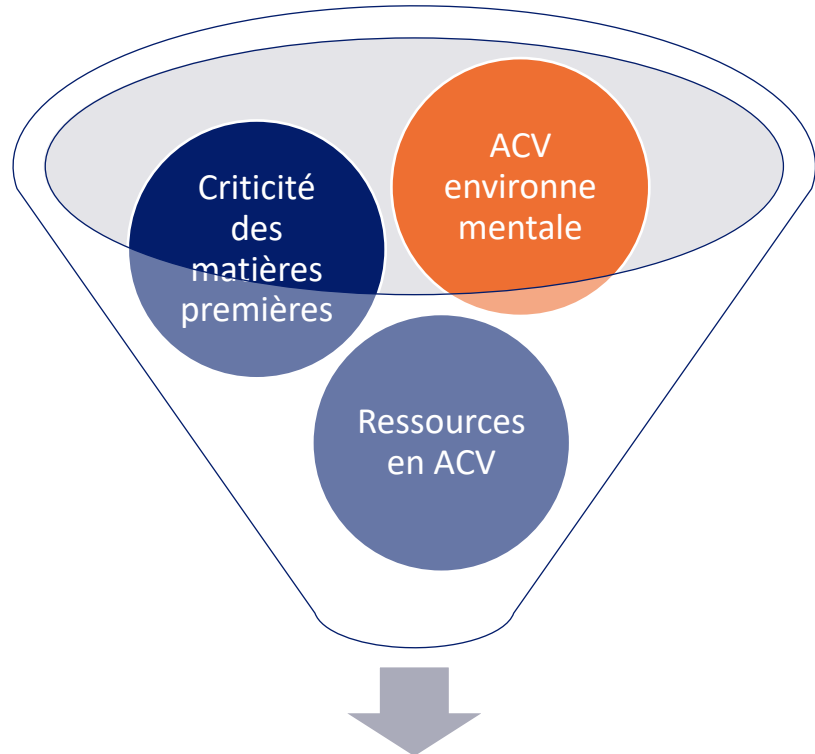 Criticité
des
matières
premières
ACV
environne
mentale
Ressources
en ACV